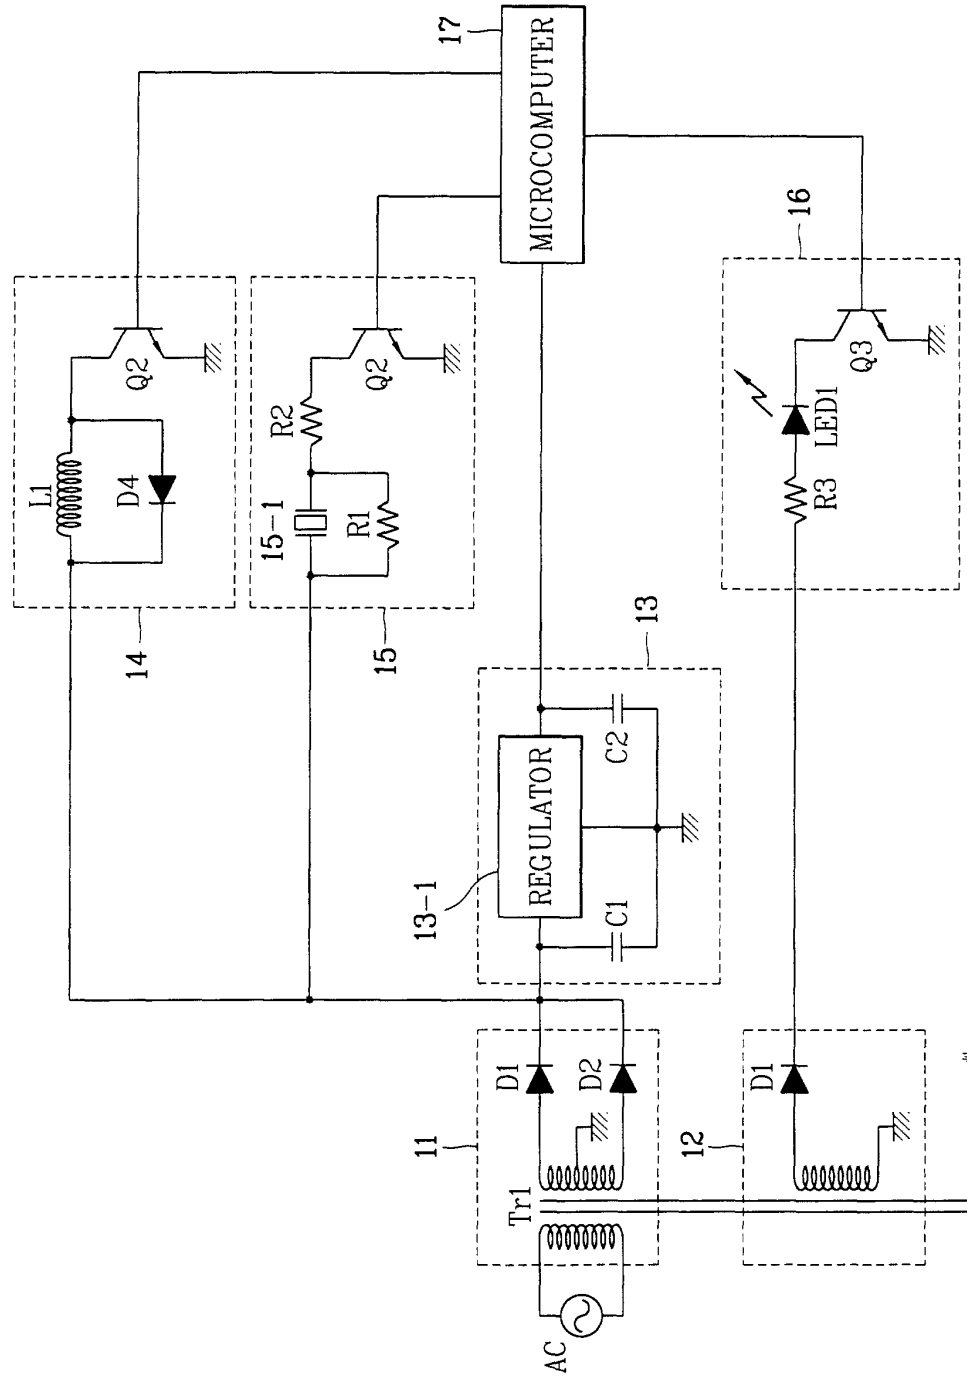 AC
Tr1
11
D1
D2
12
D1
13
13-1
REGULATOR
C1
C2
14
L1
D4
Q2
15
15-1
R1
R2
Q2
16
R3
LED1
Q3
17
MICROCOMPUTER